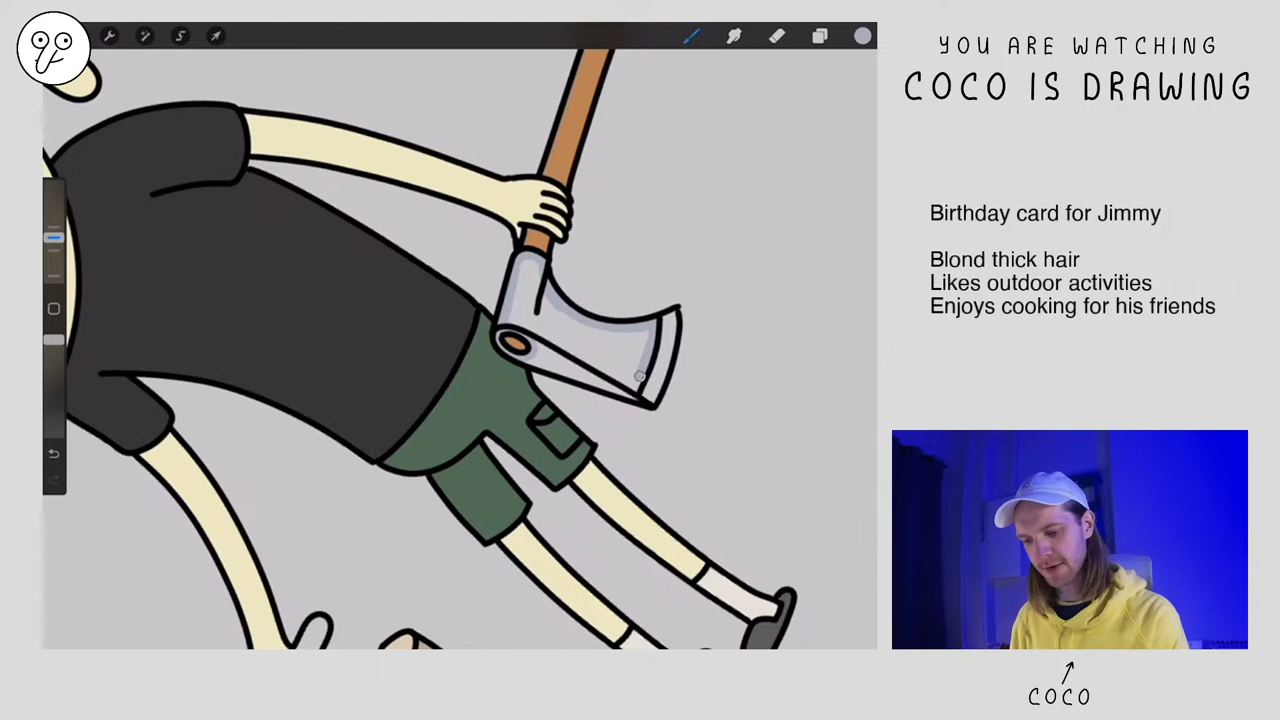 YOU ARE WATCHING
COCO IS DRAWING
Birthday card for Jimmy
Blond thick hair
Likes outdoor activities
Enjoys cooking for his friends
COCO